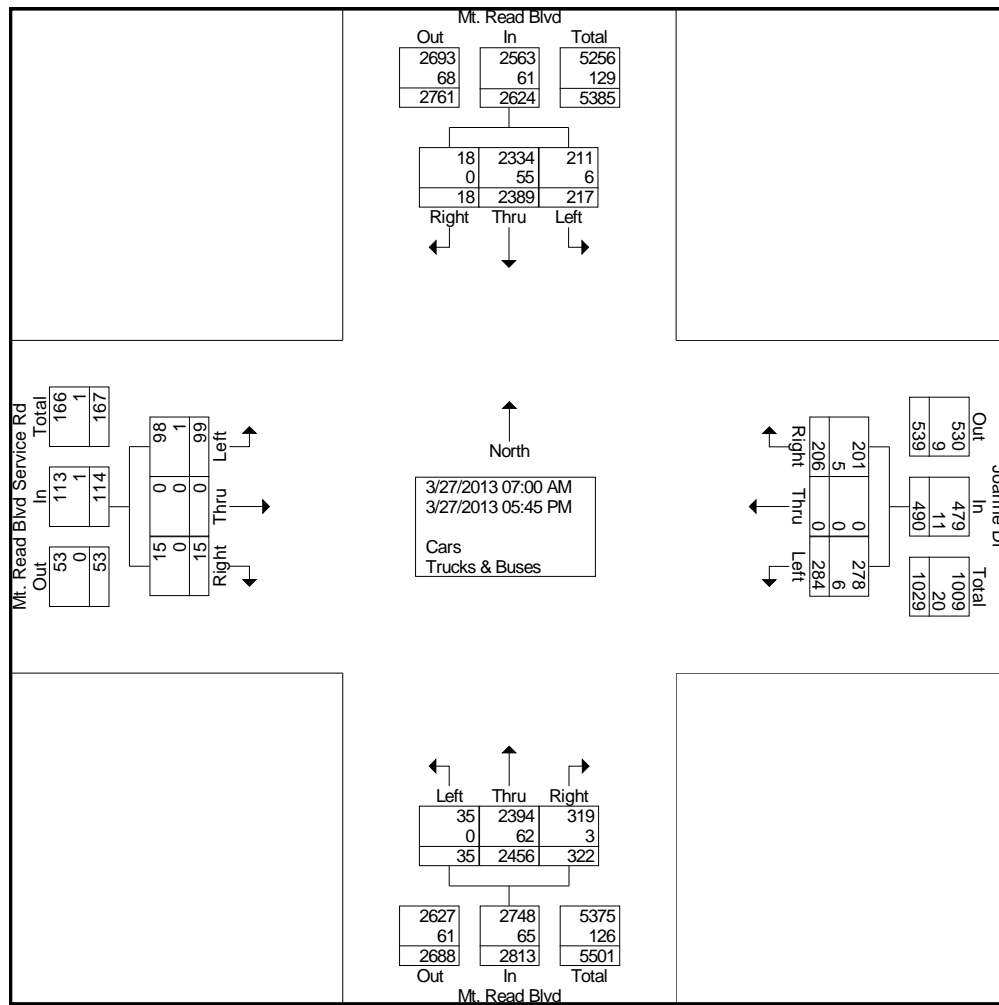 Mt. Read Blvd
Out In Total
2693 2563 5256
68 61 129
2761 2624 5385
18 2334 211
0 55 6
18 2389 217
Right Thru Left
Mt. Read Blvd Service Rd
Total In Out
166 113 53
1 1 0
167 114 53
98 0 15
1 0 0
99 0 15
Left Thru Right
North
3/27/2013 07:00 AM
3/27/2013 05:45 PM
Cars
Trucks & Buses
Right Thru Left
206 0 284
5 0 6
201 0 278
539 490 1029
9 11 20
530 479 1009
Out In Total
Left Thru Right
35 2394 319
0 62 3
35 2456 322
2627 2748 5375
61 65 126
2688 2813 5501
Out In Total
Mt. Read Blvd